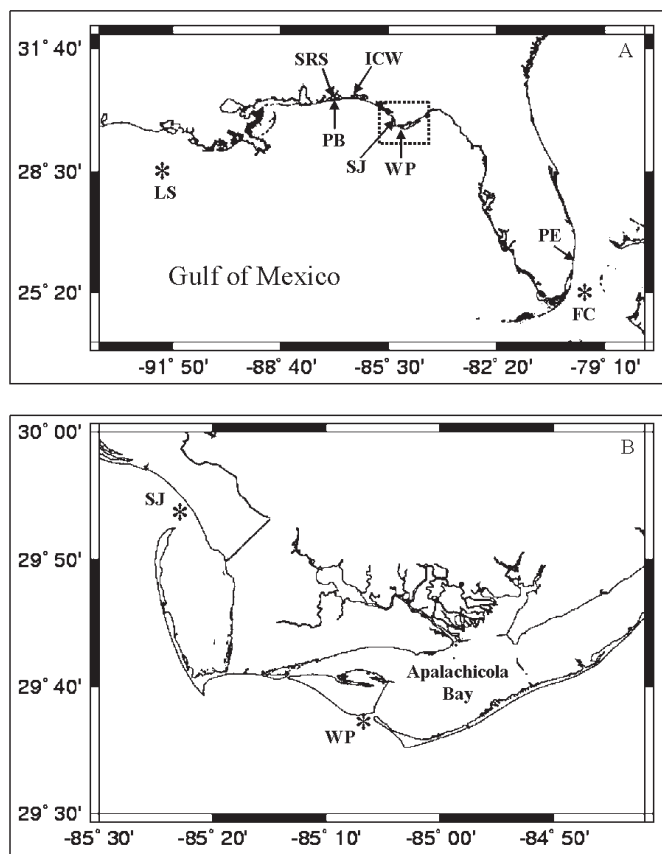 A
31° 40'
SRS
ICW
PB
SJ
WP
28° 30'
*
LS
PE
Gulf of Mexico
25° 20'
*
FC
-91° 50'
-88° 40'
-85° 30'
-82° 20'
-79° 10'
B
30° 00'
SJ
*
29° 50'
29° 40'
Apalachicola
Bay
WP
*
29° 30'
-85° 30'
-85° 20'
-85° 10'
-85° 00'
-84° 50'